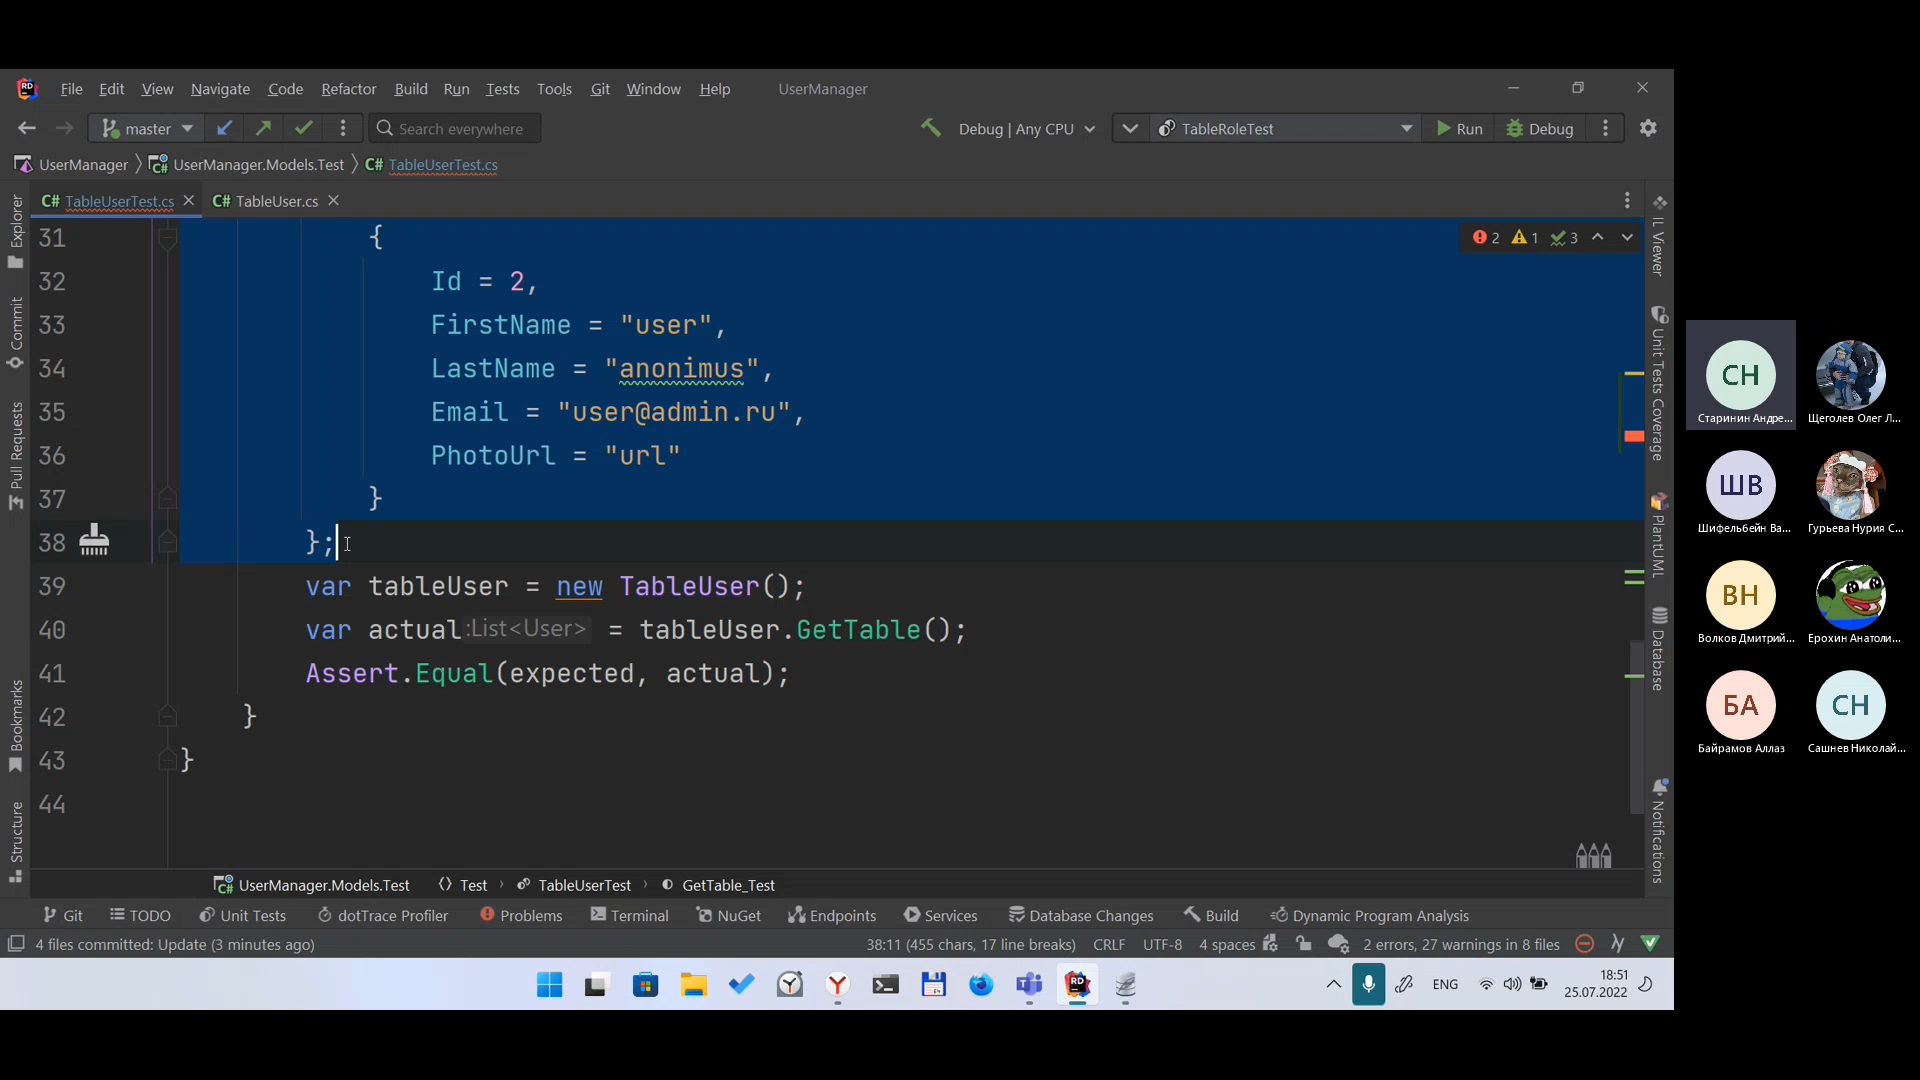 RD File Edit View Navigate Code Refactor Build Run Tests Tools Git Window Help UserManager
master Search everywhere Debug | Any CPU TableRoleTest Run Debug
UserManager UserManager.Models.Test C# TableUserTest.cs
C# TableUserTest.cs C# TableUser.cs
31 {
2 1 3
32 Id = 2,
33 FirstName = "user",
34 LastName = "anonimus",
35 Email = "user@admin.ru",
36 PhotoUrl = "url"
37 }
38 };
39 var tableUser = new TableUser();
40 var actual :List<User> = tableUser.GetTable();
41 Assert.Equal(expected, actual);
42 }
43 }
44
Explorer
Commit
Pull Requests
Bookmarks
Structure
IL Viewer
Unit Tests Coverage
PlantUML
Database
Notifications
UserManager.Models.Test Test TableUserTest GetTable_Test
Git TODO Unit Tests dotTrace Profiler Problems Terminal NuGet Endpoints Services Database Changes Build Dynamic Program Analysis
4 files committed: Update (3 minutes ago) 38:11 (455 chars, 17 line breaks) CRLF UTF-8 4 spaces 2 errors, 27 warnings in 8 files
ENG 18:51
25.07.2022
СН
Старинин Андре... Щеголев Олег Л...
ШВ
Шифельбейн Ва... Гурьева Нурия С...
ВН
Волков Дмитрий... Ерохин Анатоли...
БА СН
Байрамов Аллаз Сашнев Николай...